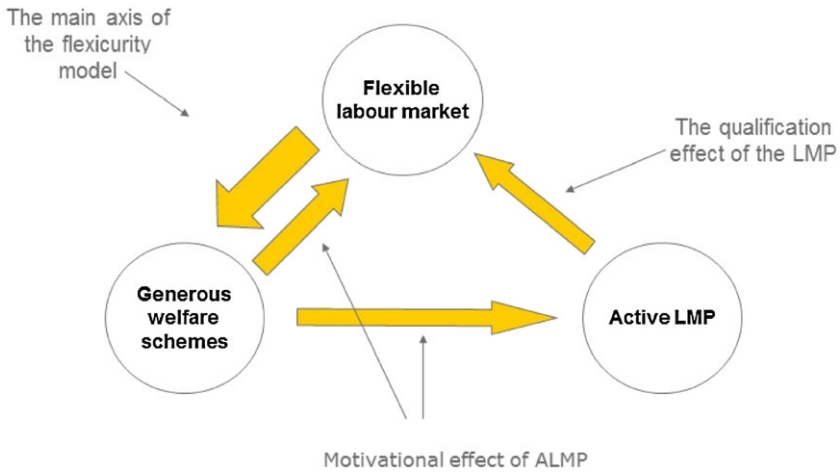 The main axis of
the flexicurity
model
Flexible
labour market
The qualification
effect of the LMP
Generous
welfare
schemes
Active LMP
Motivational effect of ALMP